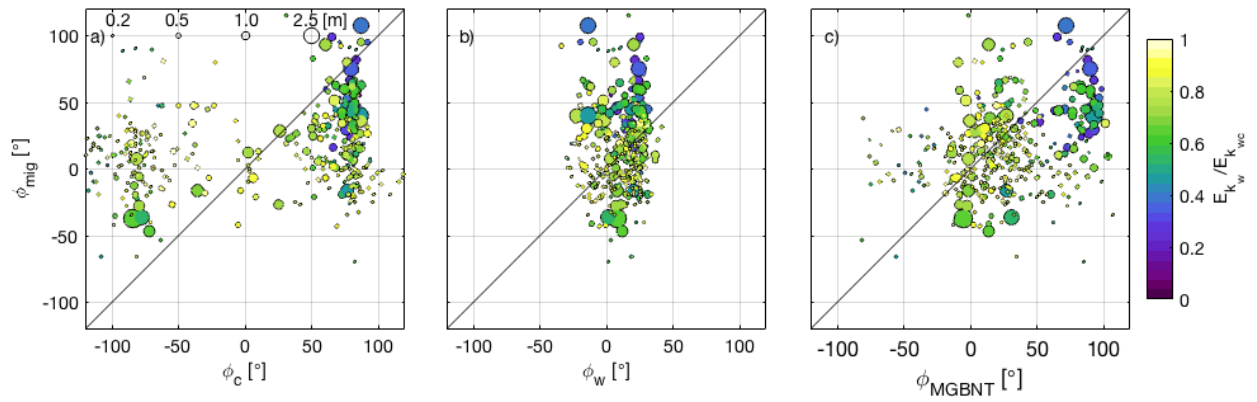 0.2 0.5 1.0 2.5 [m]
a) b) c)
100 50 0 -50 -100
ϕmig [°]
-100 -50 0 50 100
ϕc [°]
-100 -50 0 50 100
ϕw [°]
-100 -50 0 50 100
ϕMGBNT [°]
1
0.8
0.6
0.4
0.2
0
Ekw/Ekwc